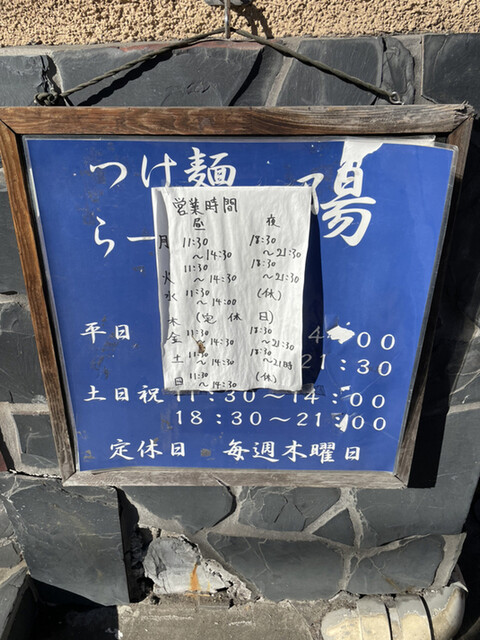 つけ麺
らー 陽
営業時間
昼 夜
月 11:30 18:30
～14:30 ～21:30
火 11:30 18:30
～14:30 ～21:30
水 11:30 (休)
～14:00
木 (定休日)
金 11:30 18:30
～14:30 ～21:30
土 11:30 18:30
～14:30 ～21時
日 11:30 (休)
～14:30
平日 4:00
21:30
土日祝 11:30～14:00
18:30～21:00
定休日 毎週木曜日